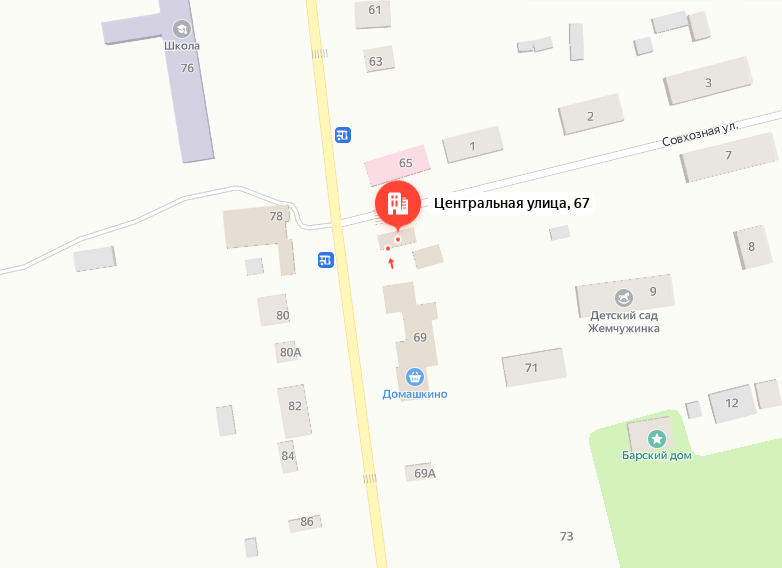 61
Школа
63
76
3
2
Совхозная ул.
1
7
65
Центральная улица, 67
78
8
9
80
Детский сад
Жемчужинка
69
80А
71
Домашкино
82
12
Барский дом
84
69А
86
73